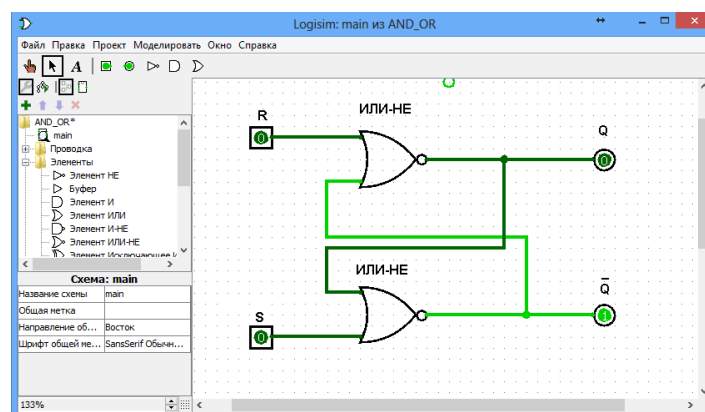 Logisim: main из AND_OR
Файл Правка Проект Моделировать Окно Справка
A
AND_OR*
main
Проводка
Элементы
Элемент НЕ
Буфер
Элемент И
Элемент ИЛИ
Элемент И-НЕ
Элемент ИЛИ-НЕ
Схема: main
Название схемы main
Общая метка
Направление об... Восток
Шрифт общей ме... SansSerif Обычн...
133%
R
ИЛИ-НЕ
Q
0
0
ИЛИ-НЕ
Q̅
S
1
0